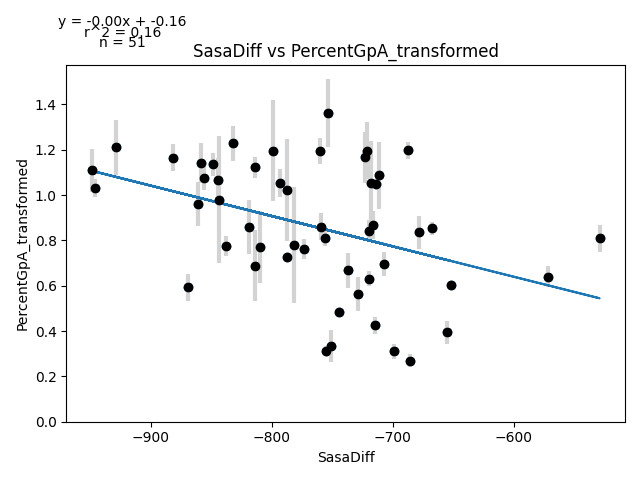 y = -0.00x + -0.16
r^2 = 0.16
n = 51
SasaDiff vs PercentGpA_transformed
PercentGpA_transformed
1.4
1.2
1.0
0.8
0.6
0.4
0.2
0.0
−900
−800
−700
−600
SasaDiff